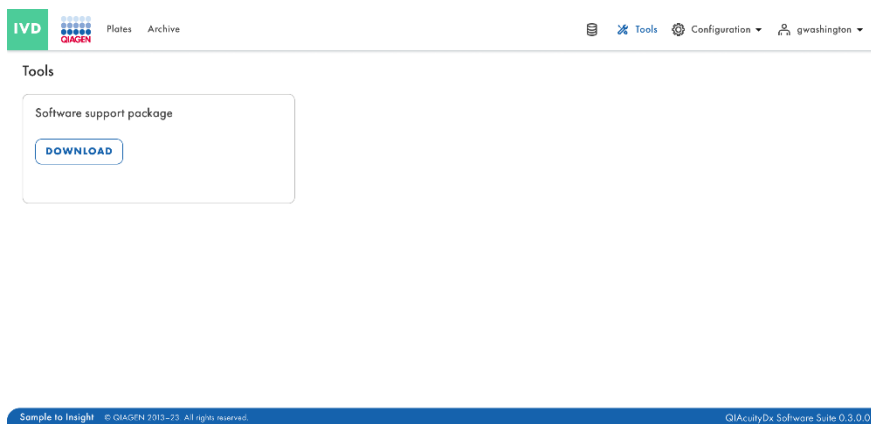 IVD QIAGEN Plates Archive Tools Configuration gwashington
Tools
Software support package
DOWNLOAD
Sample to Insight © QIAGEN 2013–23. All rights reserved. QIAcuityDx Software Suite 0.3.0.0